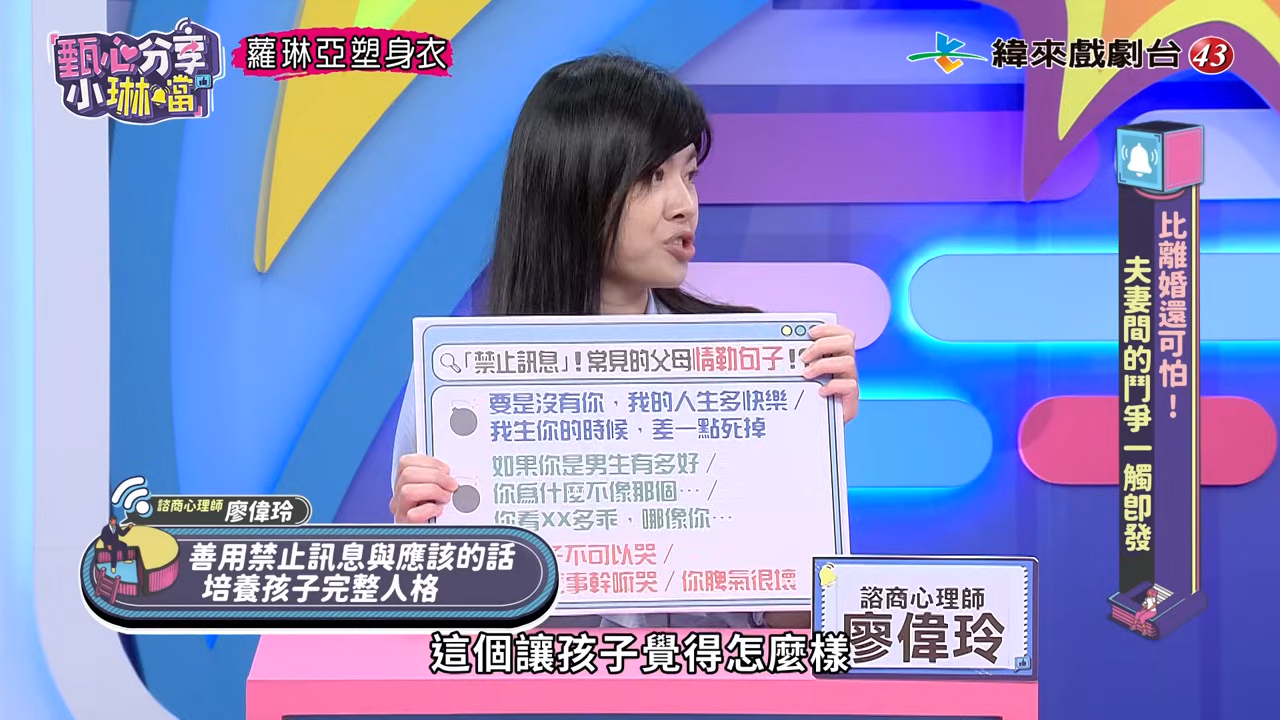 甄心分享
小琳噹
蘿琳亞塑身衣
緯來戲劇台 43
比離婚還可怕！
夫妻間的鬥爭一觸即發
「禁止訊息」！常見的父母情勒句子！？
要是沒有你，我的人生多快樂／
我生你的時候，差一點死掉
如果你是男生有多好／
你為什麼不像那個…／
你看XX多乖，哪像你…
不可以哭／
事幹嘛哭／你脾氣很壞
諮商心理師 廖偉玲
善用禁止訊息與應該的話
培養孩子完整人格
諮商心理師
廖偉玲
這個讓孩子覺得怎麼樣